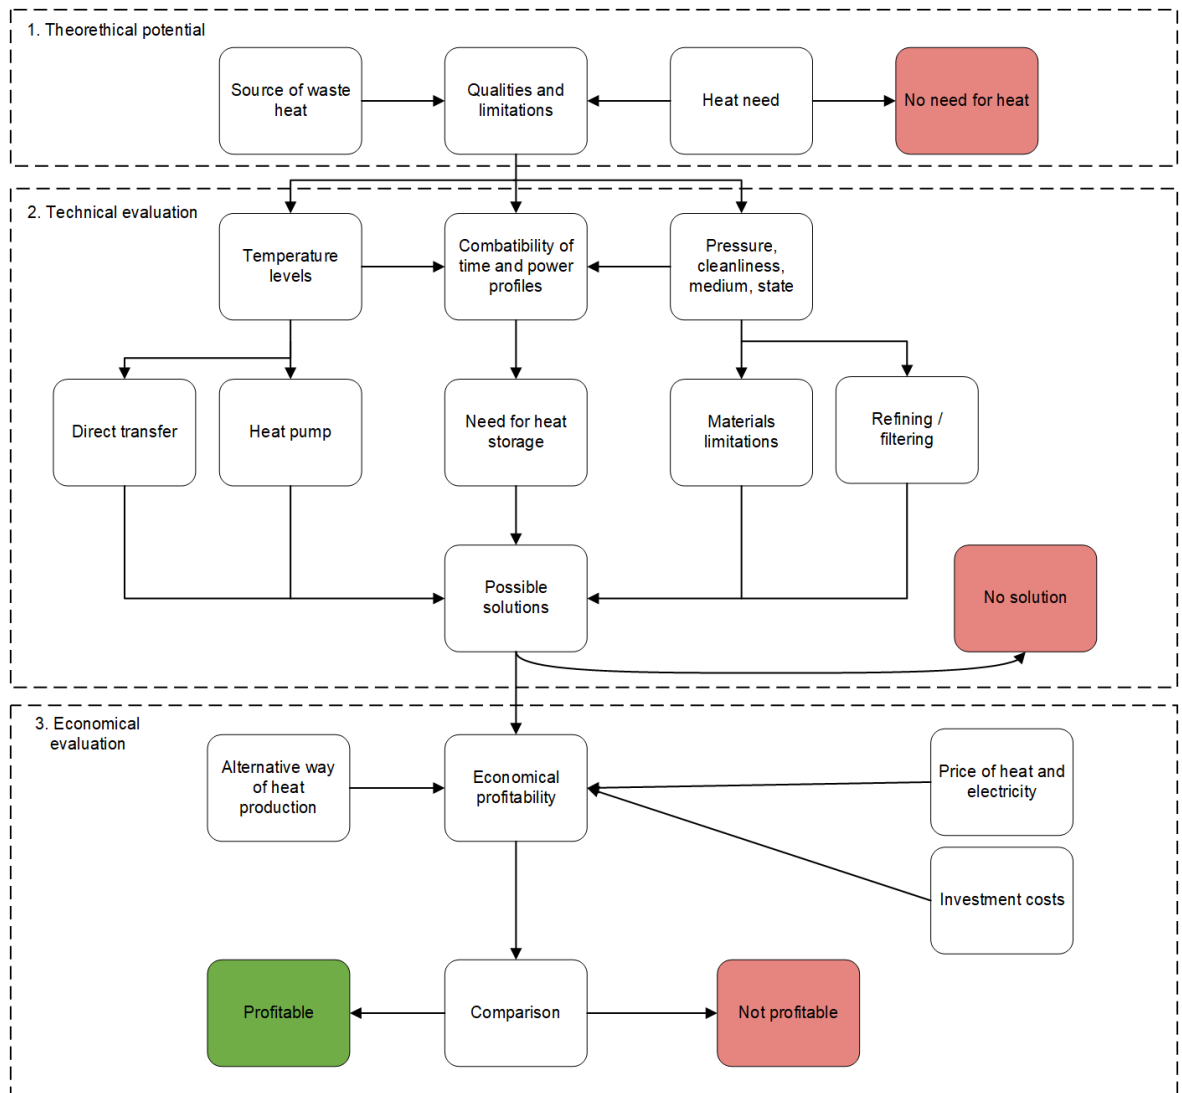 1. Theorethical potential
Source of waste
heat
Qualities and
limitations
Heat need
No need for heat
2. Technical evaluation
Temperature
levels
Combatibility of
time and power
profiles
Pressure,
cleanliness,
medium, state
Direct transfer
Heat pump
Need for heat
storage
Materials
limitations
Refining /
filtering
Possible
solutions
No solution
3. Economical
evaluation
Alternative way
of heat
production
Economical
profitability
Price of heat and
electricity
Investment costs
Profitable
Comparison
Not profitable